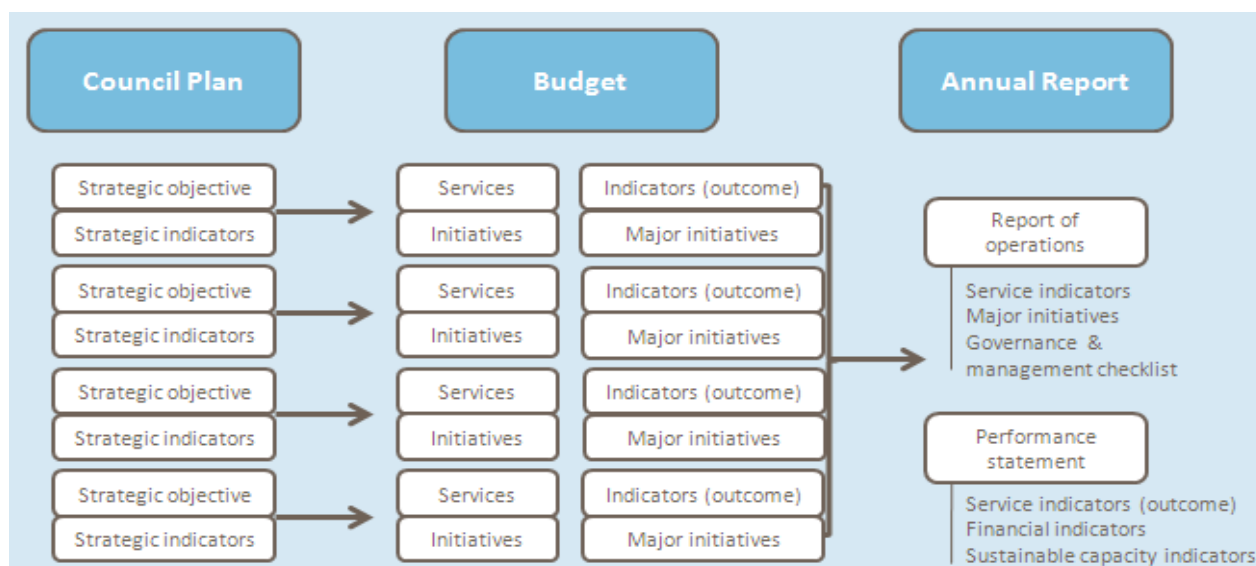 Council Plan
Budget
Annual Report
Strategic objective
Strategic indicators
Services
Initiatives
Indicators (outcome)
Major initiatives
Strategic objective
Strategic indicators
Services
Initiatives
Indicators (outcome)
Major initiatives
Strategic objective
Strategic indicators
Services
Initiatives
Indicators (outcome)
Major initiatives
Strategic objective
Strategic indicators
Services
Initiatives
Indicators (outcome)
Major initiatives
Report of
operations
Service indicators
Major initiatives
Governance &
management checklist
Performance
statement
Service indicators (outcome)
Financial indicators
Sustainable capacity indicators